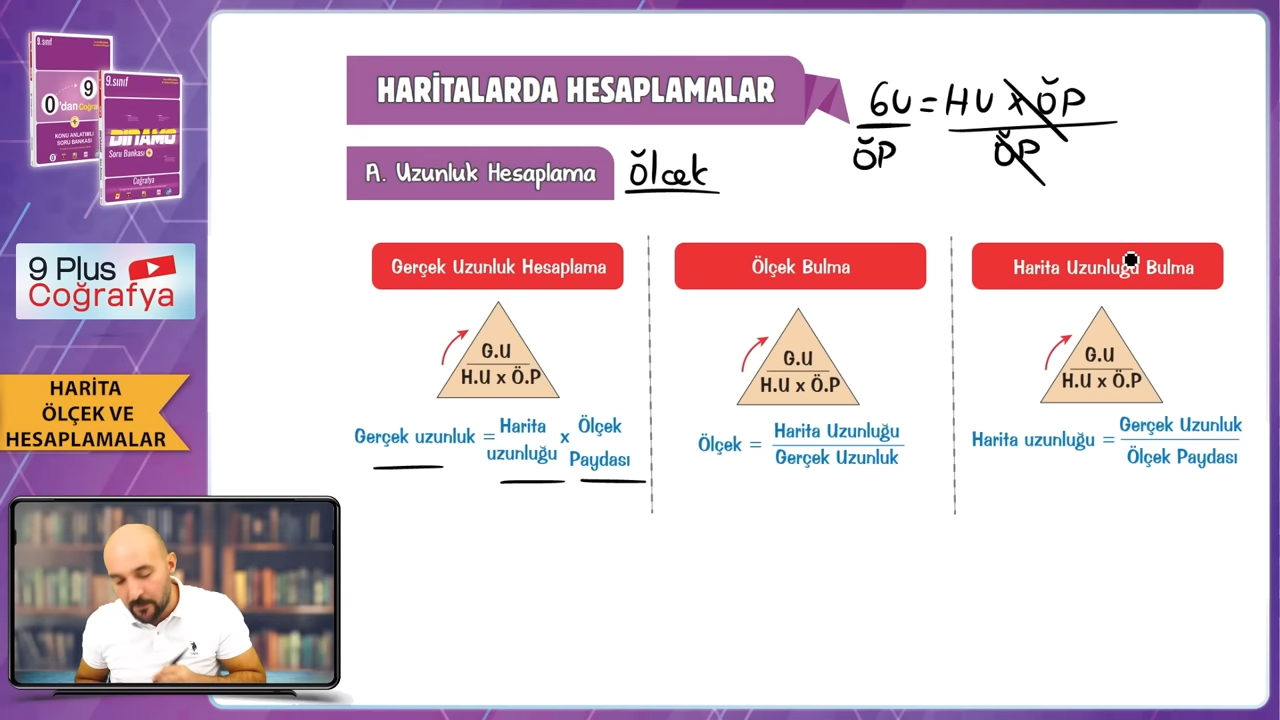 9.sınıf
0'dan 9 Coğrafya
KONU ANLATIMLI
SORU BANKASI
9.sınıf
DİNAMO
Soru Bankası
Coğrafya
9 Plus
Coğrafya
HARİTA
ÖLÇEK VE
HESAPLAMALAR
HARİTALARDA HESAPLAMALAR
GU = HU x ÖP
ÖP ÖP
A. Uzunluk Hesaplama
Ölçek
Gerçek Uzunluk Hesaplama
G.U
H.U x Ö.P
Gerçek uzunluk = Harita uzunluğu x Ölçek Paydası
Ölçek Bulma
G.U
H.U x Ö.P
Ölçek = Harita Uzunluğu
Gerçek Uzunluk
Harita Uzunluğu Bulma
G.U
H.U x Ö.P
Harita uzunluğu = Gerçek Uzunluk
Ölçek Paydası